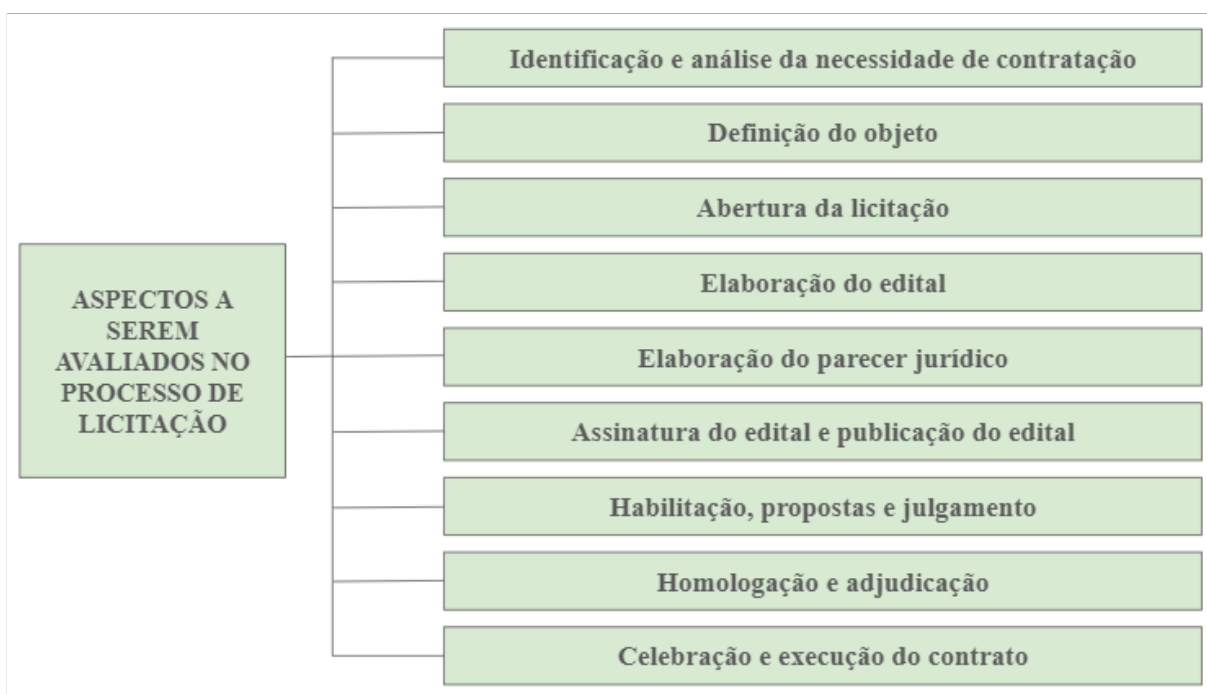 Identificação e análise da necessidade de contratação
Definição do objeto
Abertura da licitação
Elaboração do edital
ASPECTOS A
SEREM
AVALIADOS NO
PROCESSO DE
LICITAÇÃO
Elaboração do parecer jurídico
Assinatura do edital e publicação do edital
Habilitação, propostas e julgamento
Homologação e adjudicação
Celebração e execução do contrato